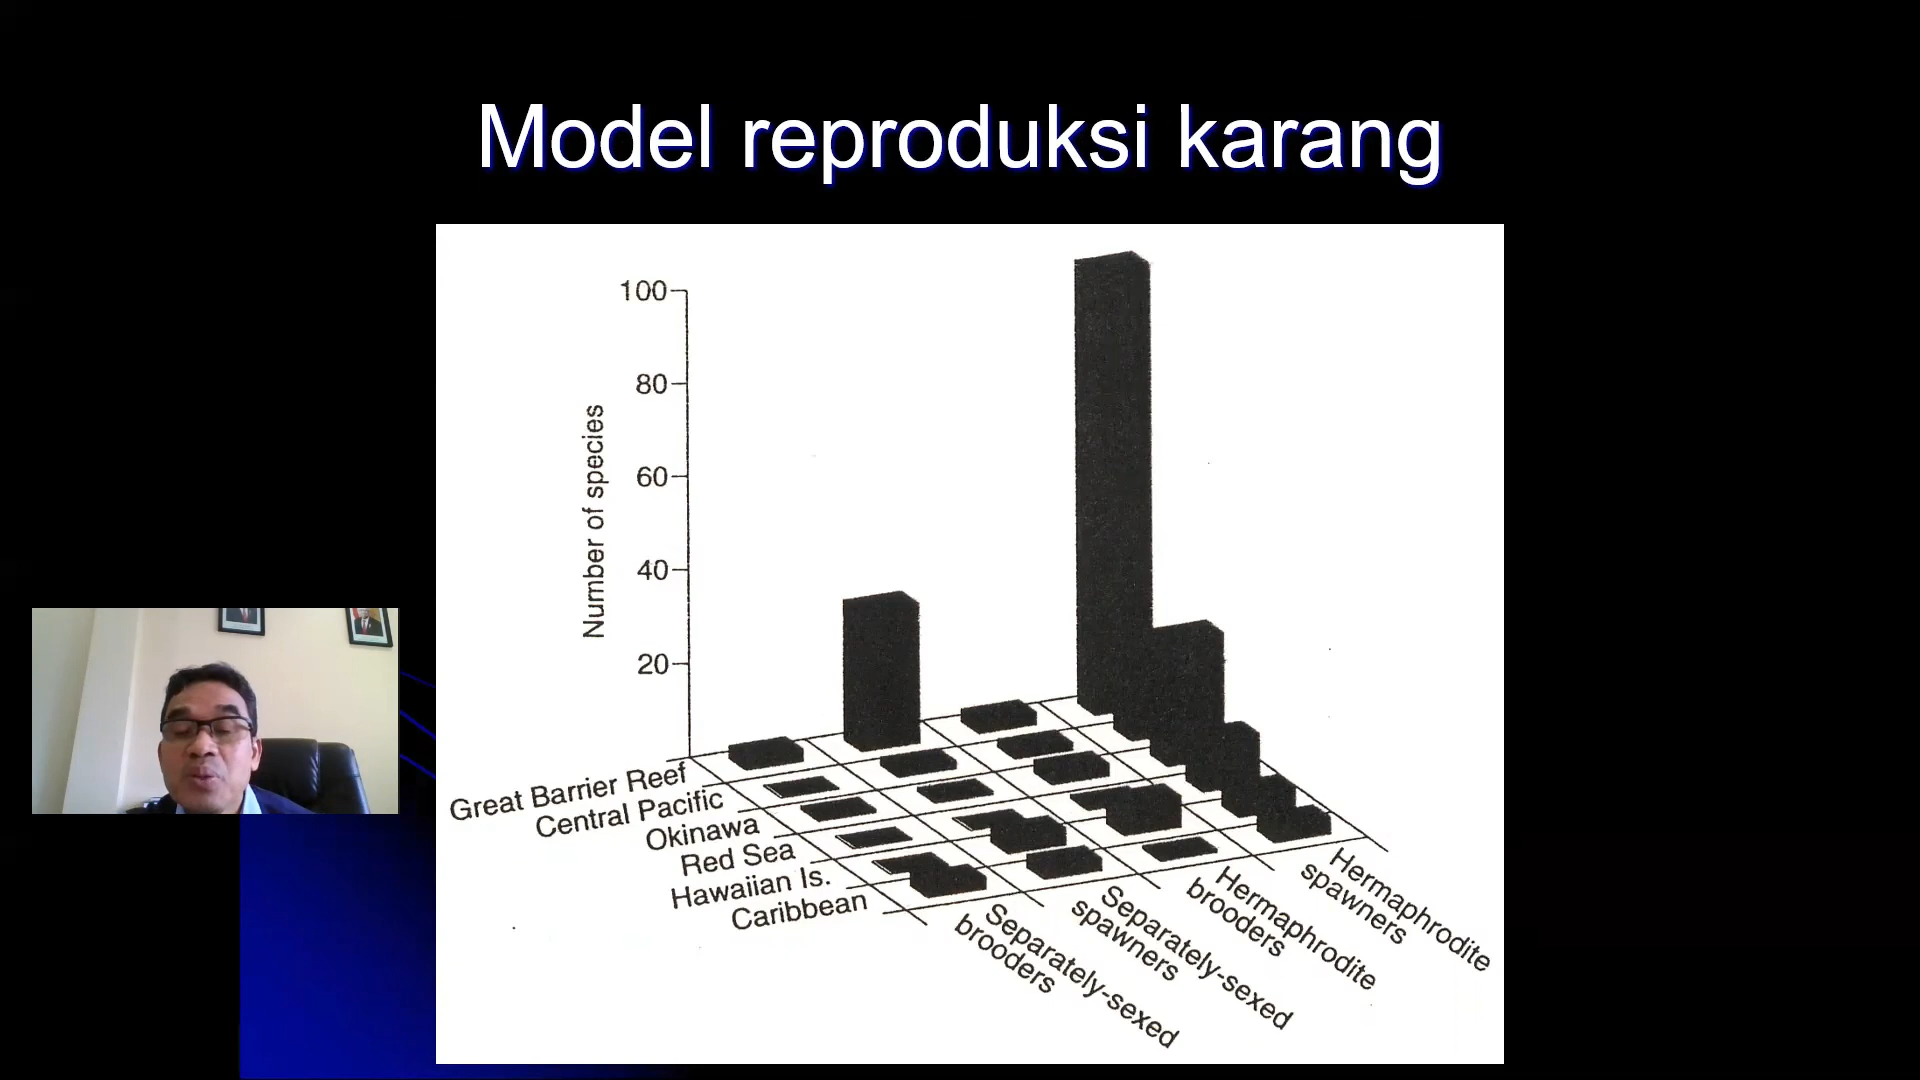 Model reproduksi karang
100
80
60
40
20
Number of species
Great Barrier Reef
Central Pacific
Okinawa
Red Sea
Hawaiian Is.
Caribbean
Separately-sexed
brooders
Separately-sexed
spawners
Hermaphrodite
brooders
Hermaphrodite
spawners